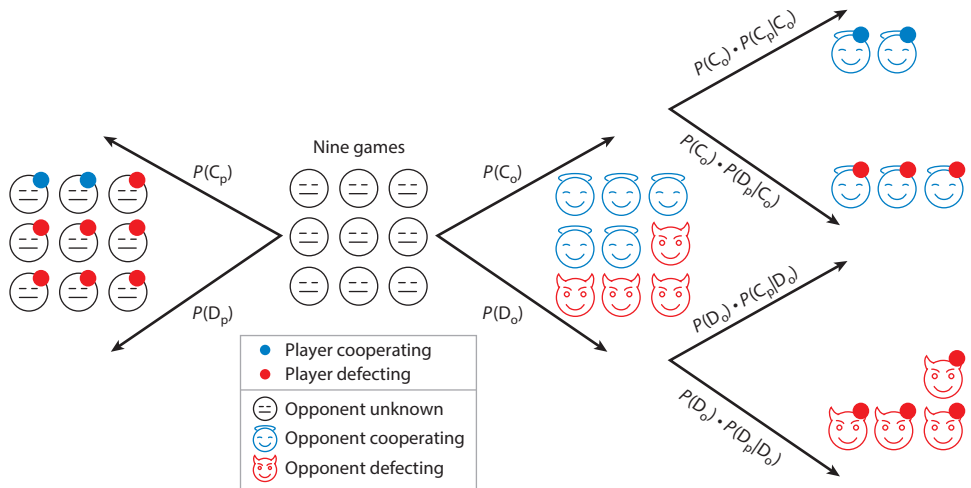 P(Cₒ) • P(Cₚ|Cₒ)
Nine games
P(Cₚ)
P(Cₒ)
P(Cₒ) • P(Dₚ|Cₒ)
P(Dₚ)
P(Dₒ)
P(Dₒ) • P(Cₚ|Dₒ)
P(Dₒ) • P(Dₚ|Dₒ)
Player cooperating
Player defecting
Opponent unknown
Opponent cooperating
Opponent defecting